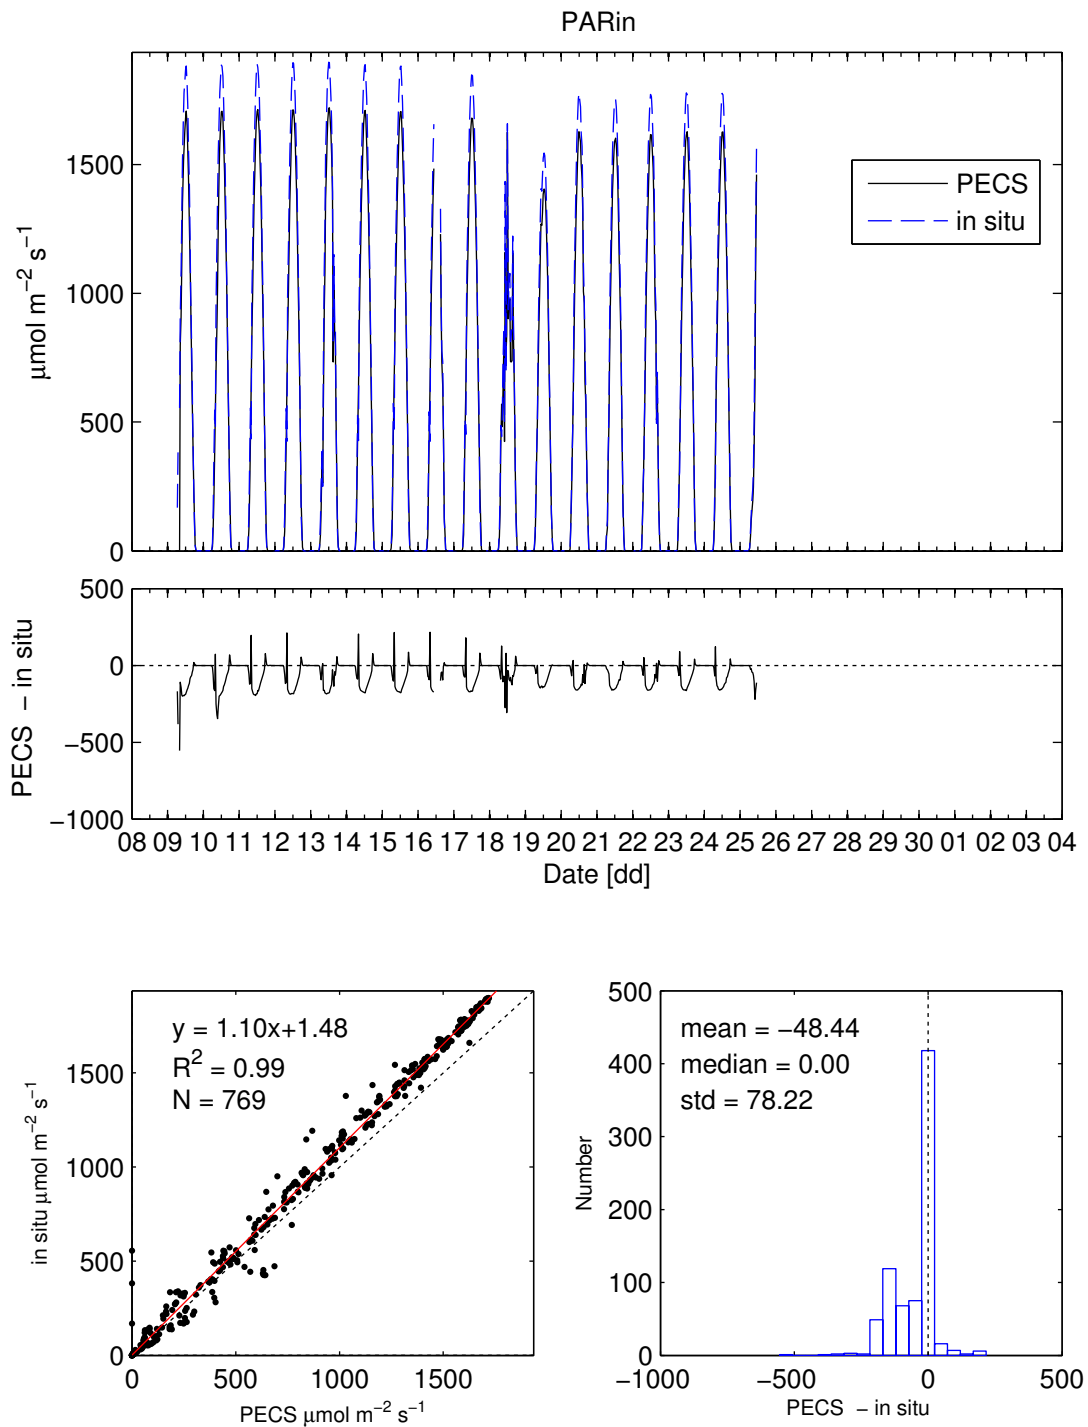 PARin
1500
1000
500
0
µmol m−2 s−1
PECS
in situ
500
0
−500
−1000
PECS − in situ
08 09 10 11 12 13 14 15 16 17 18 19 20 21 22 23 24 25 26 27 28 29 30 01 02 03 04
Date [dd]
y = 1.10x+1.48
R2 = 0.99
N = 769
1500
1000
500
0
in situ µmol m−2 s−1
0 500 1000 1500
PECS µmol m−2 s−1
mean = −48.44
median = 0.00
std = 78.22
500
400
300
200
100
0
Number
−1000 −500 0 500
PECS − in situ